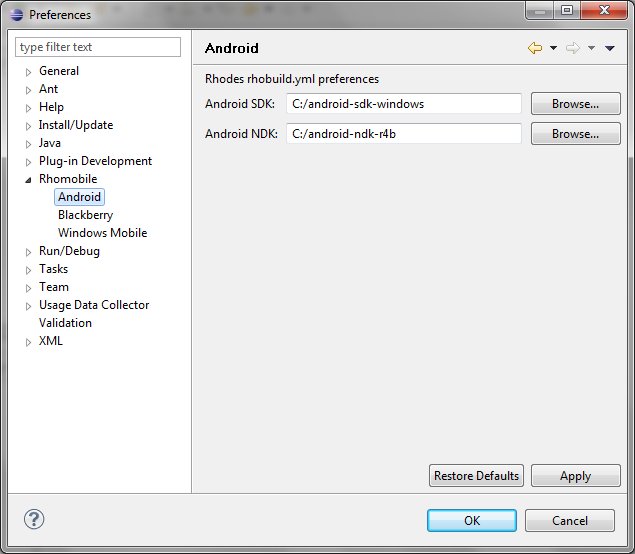 Preferences
type filter text
General
Ant
Help
Install/Update
Java
Plug-in Development
Rhomobile
Android
Blackberry
Windows Mobile
Run/Debug
Tasks
Team
Usage Data Collector
Validation
XML
Android
Rhodes rhobuild.yml preferences
Android SDK: C:/android-sdk-windows Browse...
Android NDK: C:/android-ndk-r4b Browse...
Restore Defaults Apply
? OK Cancel